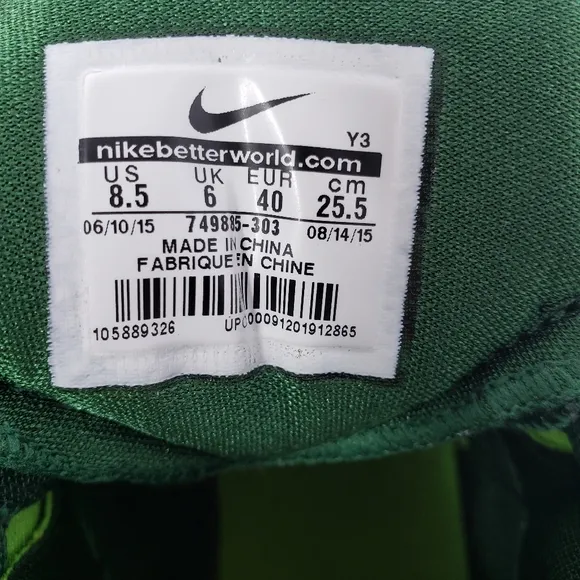 Y3
nikebetterworld.com
US UK EUR cm
8.5 6 40 25.5
06/10/15 749885-303 08/14/15
MADE IN CHINA
FABRIQUE EN CHINE
105889326 UPC00091201912865